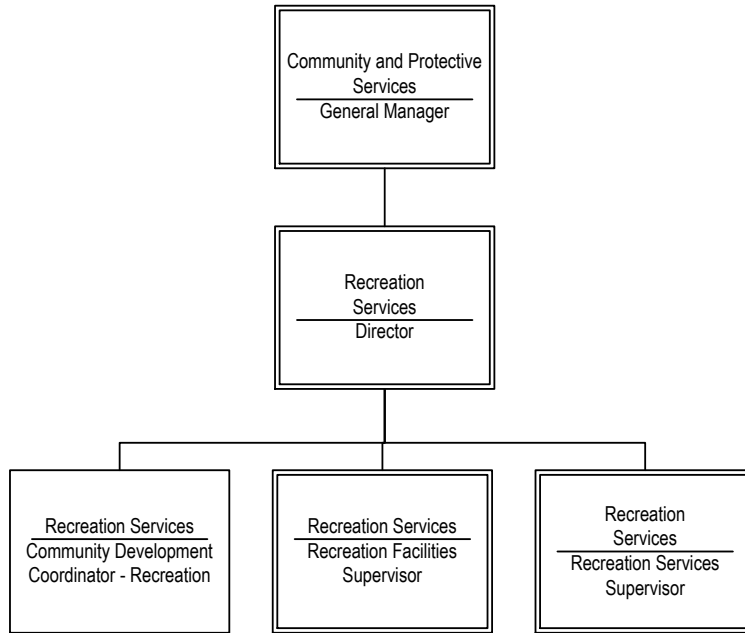 Community and Protective
Services
General Manager
Recreation
Services
Director
Recreation Services
Community Development
Coordinator - Recreation
Recreation Services
Recreation Facilities
Supervisor
Recreation
Services
Recreation Services
Supervisor